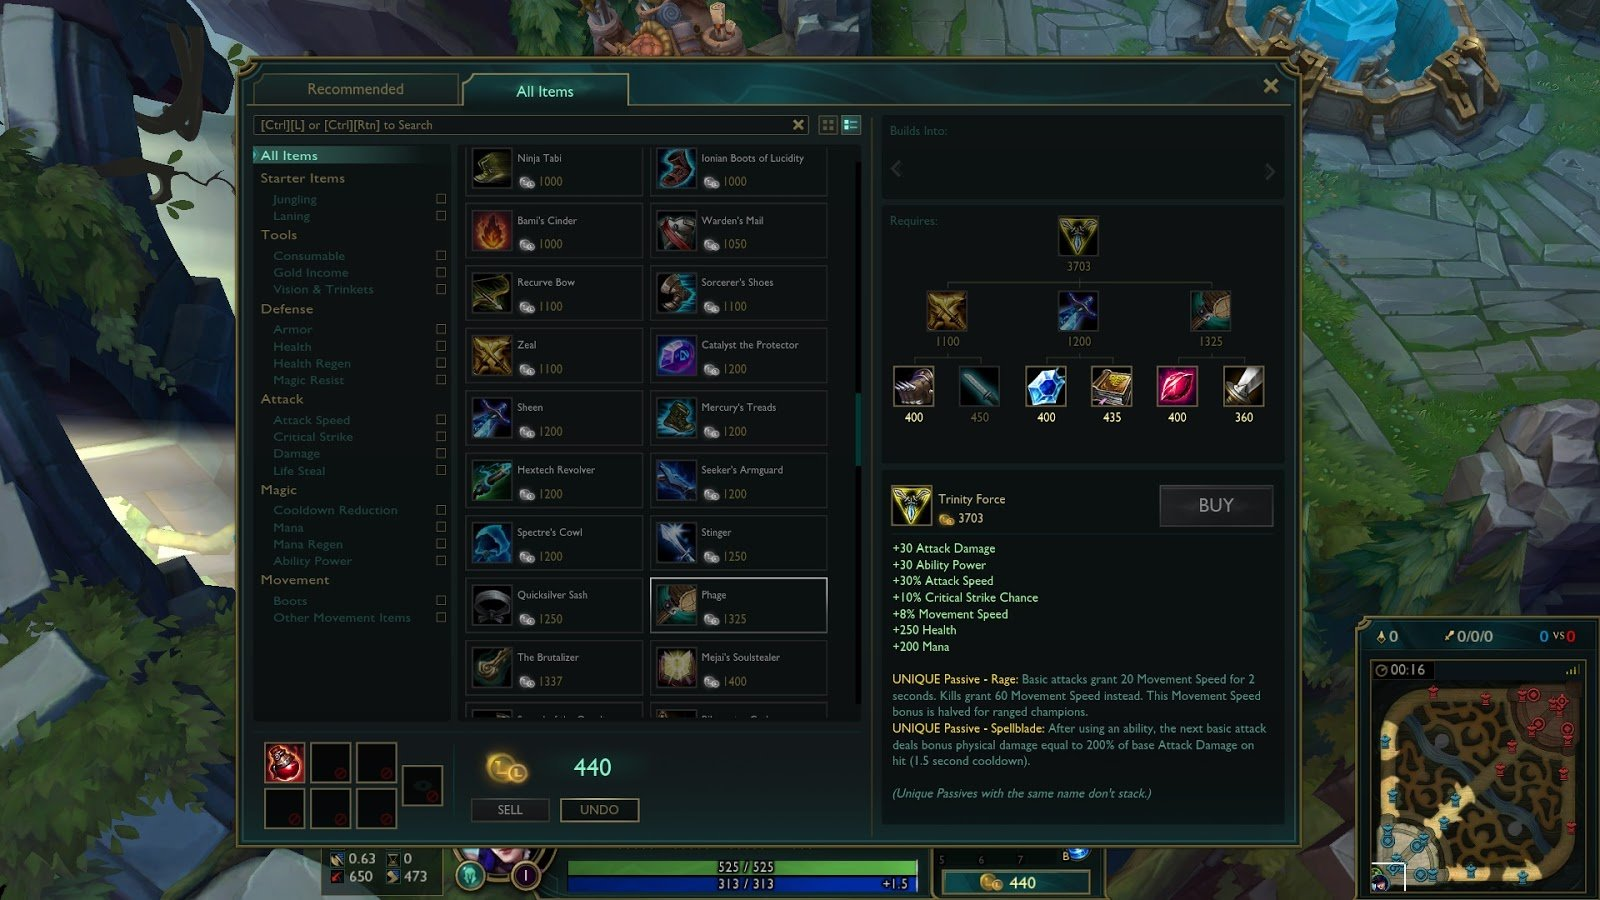 Recommended
All Items
[Ctrl][L] or [Ctrl][Rtn] to Search
All Items
Starter Items
Jungling
Laning
Tools
Consumable
Gold Income
Vision & Trinkets
Defense
Armor
Health
Health Regen
Magic Resist
Attack
Attack Speed
Critical Strike
Damage
Life Steal
Magic
Cooldown Reduction
Mana
Mana Regen
Ability Power
Movement
Boots
Other Movement Items
Ninja Tabi
1000
Ionian Boots of Lucidity
1000
Bami's Cinder
1000
Warden's Mail
1050
Recurve Bow
1100
Sorcerer's Shoes
1100
Zeal
1100
Catalyst the Protector
1200
Sheen
1200
Mercury's Treads
1200
Hextech Revolver
1200
Seeker's Armguard
1200
Spectre's Cowl
1200
Stinger
1250
Quicksilver Sash
1250
Phage
1325
The Brutalizer
1337
Mejai's Soulstealer
1400
Builds Into:
Requires:
3703
1100 1200 1325
400 450 400 435 400 360
Trinity Force
3703
BUY
+30 Attack Damage
+30 Ability Power
+30% Attack Speed
+10% Critical Strike Chance
+8% Movement Speed
+250 Health
+200 Mana
UNIQUE Passive - Rage: Basic attacks grant 20 Movement Speed for 2
seconds. Kills grant 60 Movement Speed instead. This Movement Speed
bonus is halved for ranged champions.
UNIQUE Passive - Spellblade: After using an ability, the next basic attack
deals bonus physical damage equal to 200% of base Attack Damage on
hit (1.5 second cooldown).
(Unique Passives with the same name don't stack.)
440
SELL
UNDO
0.63 0
650 473
1
525 / 525
313 / 313 +1.5
5 6 7 B
440
0 0/0/0 0 VS 0
00:16